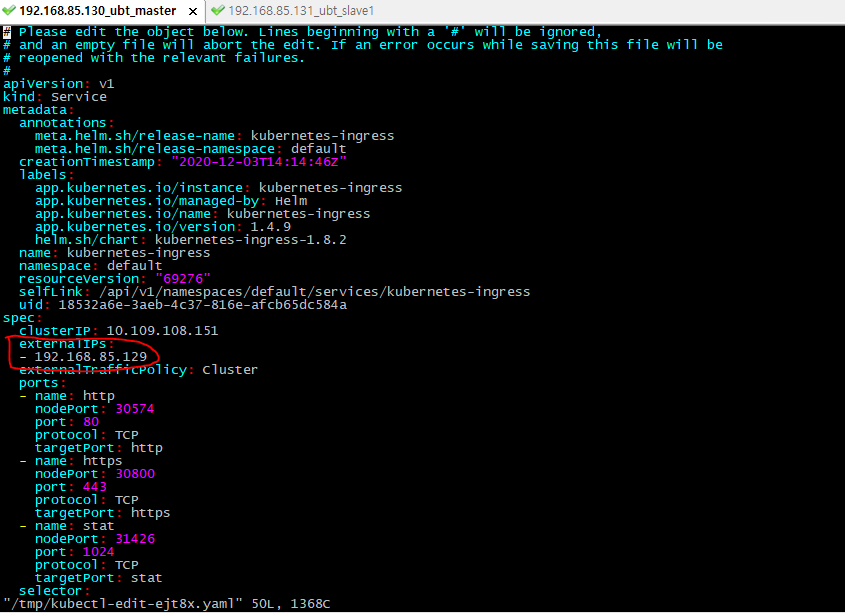 192.168.85.130_ubt_master × 192.168.85.131_ubt_slave1
# Please edit the object below. Lines beginning with a '#' will be ignored,
# and an empty file will abort the edit. If an error occurs while saving this file will be
# reopened with the relevant failures.
#
apiVersion: v1
kind: Service
metadata:
  annotations:
    meta.helm.sh/release-name: kubernetes-ingress
    meta.helm.sh/release-namespace: default
  creationTimestamp: "2020-12-03T14:14:46Z"
  labels:
    app.kubernetes.io/instance: kubernetes-ingress
    app.kubernetes.io/managed-by: Helm
    app.kubernetes.io/name: kubernetes-ingress
    app.kubernetes.io/version: 1.4.9
    helm.sh/chart: kubernetes-ingress-1.8.2
  name: kubernetes-ingress
  namespace: default
  resourceVersion: "69276"
  selfLink: /api/v1/namespaces/default/services/kubernetes-ingress
  uid: 18532a6e-3aeb-4c37-816e-afcb65dc584a
spec:
  clusterIP: 10.109.108.151
  externalIPs:
  - 192.168.85.129
  externalTrafficPolicy: Cluster
  ports:
  - name: http
    nodePort: 30574
    port: 80
    protocol: TCP
    targetPort: http
  - name: https
    nodePort: 30800
    port: 443
    protocol: TCP
    targetPort: https
  - name: stat
    nodePort: 31426
    port: 1024
    protocol: TCP
    targetPort: stat
  selector:
"/tmp/kubectl-edit-ejt8x.yaml" 50L, 1368C